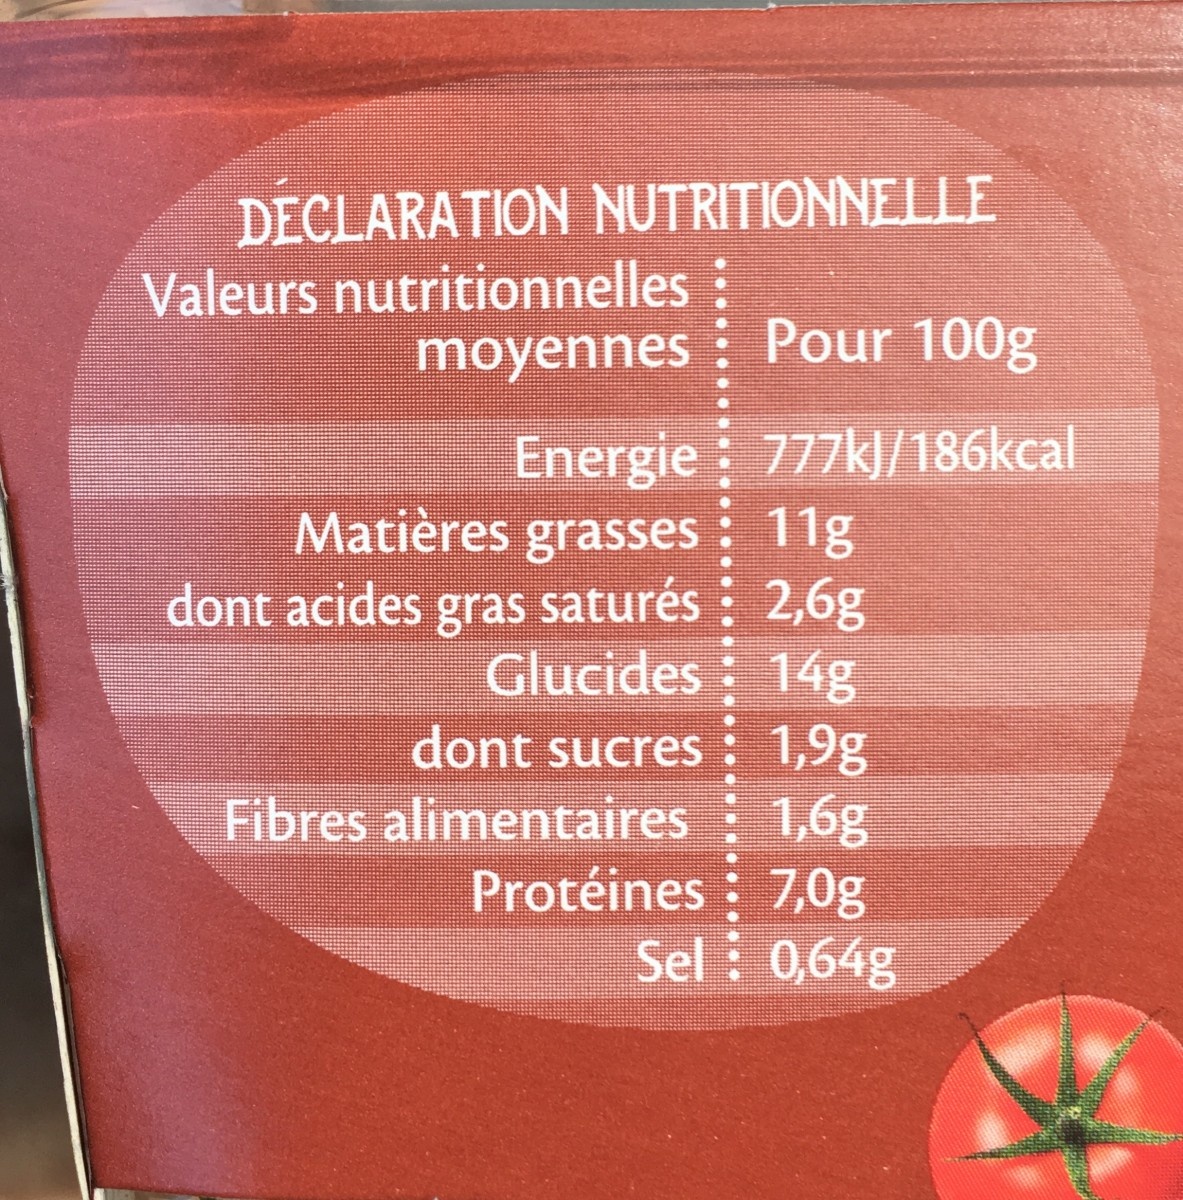 DÉCLARATION NUTRITIONNELLE
Valeurs nutritionnelles
moyennes Pour 100g
Energie 777kJ/186kcal
Matières grasses 11g
dont acides gras saturés 2,6g
Glucides 14g
dont sucres 1,9g
Fibres alimentaires 1,6g
Protéines 7,0g
Sel 0,64g